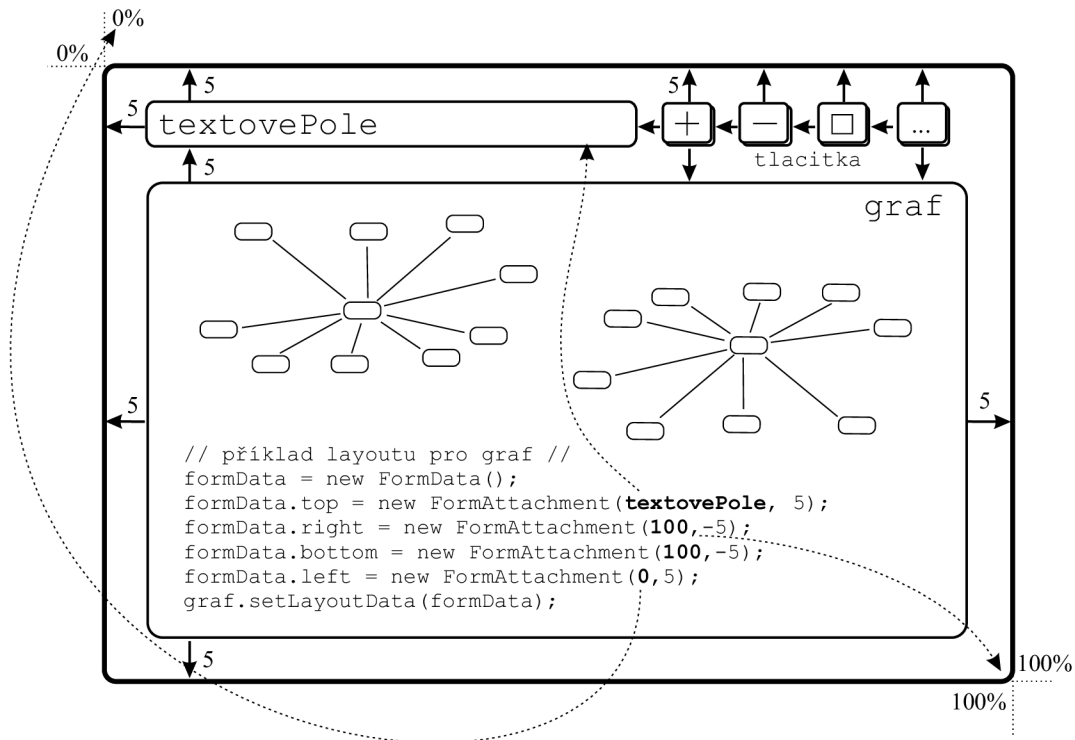 0%
0%
5
5
5
textovePole
+
−
□
...
tlacitka
5
graf
5
5
// příklad layoutu pro graf //
formData = new FormData();
formData.top = new FormAttachment(textovePole, 5);
formData.right = new FormAttachment(100,-5);
formData.bottom = new FormAttachment(100,-5);
formData.left = new FormAttachment(0,5);
graf.setLayoutData(formData);
5
100%
100%